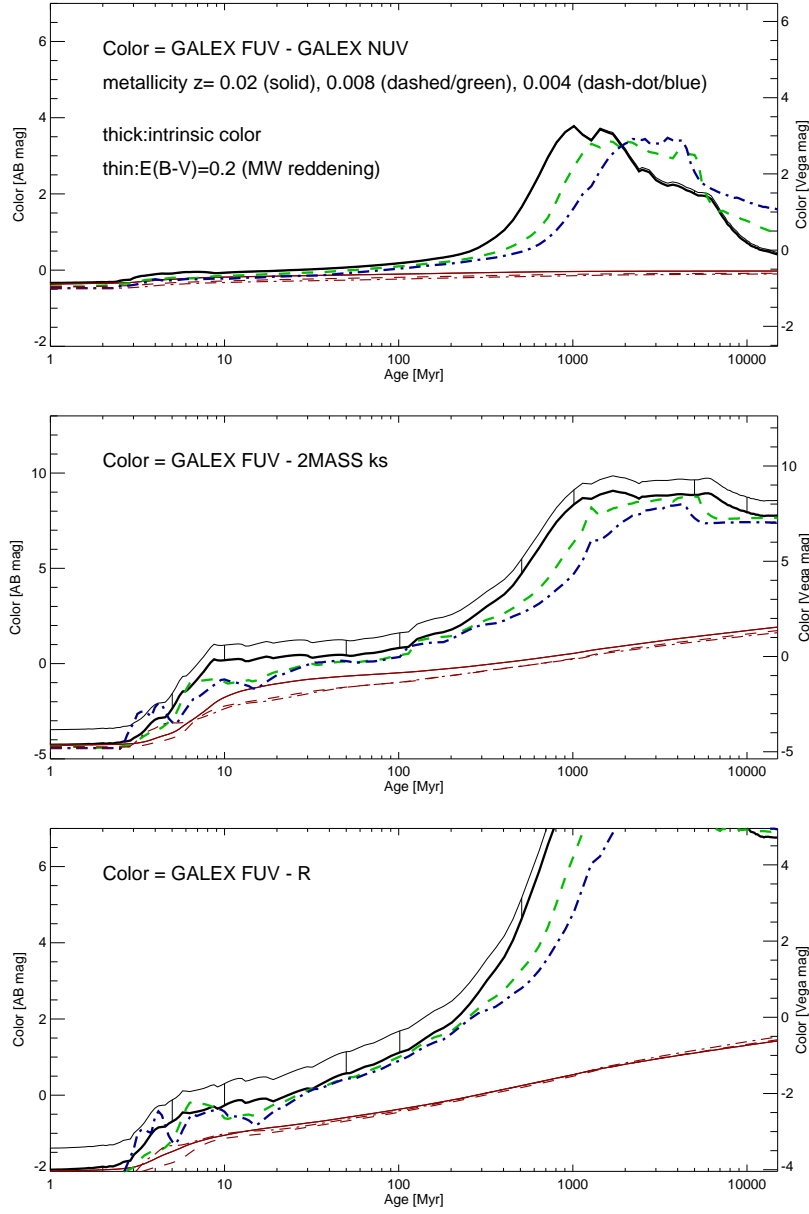 Color = GALEX FUV - GALEX NUV
metallicity z= 0.02 (solid), 0.008 (dashed/green), 0.004 (dash-dot/blue)
thick:intrinsic color
thin:E(B-V)=0.2 (MW reddening)
Color [AB mag]
6
4
2
0
-2
Color [Vega mag]
6
4
2
0
-2
1
10
100
1000
10000
Age [Myr]
Color = GALEX FUV - 2MASS ks
Color [AB mag]
10
5
0
-5
Color [Vega mag]
10
5
0
-5
1
10
100
1000
10000
Age [Myr]
Color = GALEX FUV - R
Color [AB mag]
6
4
2
0
-2
Color [Vega mag]
4
2
0
-2
-4
1
10
100
1000
10000
Age [Myr]